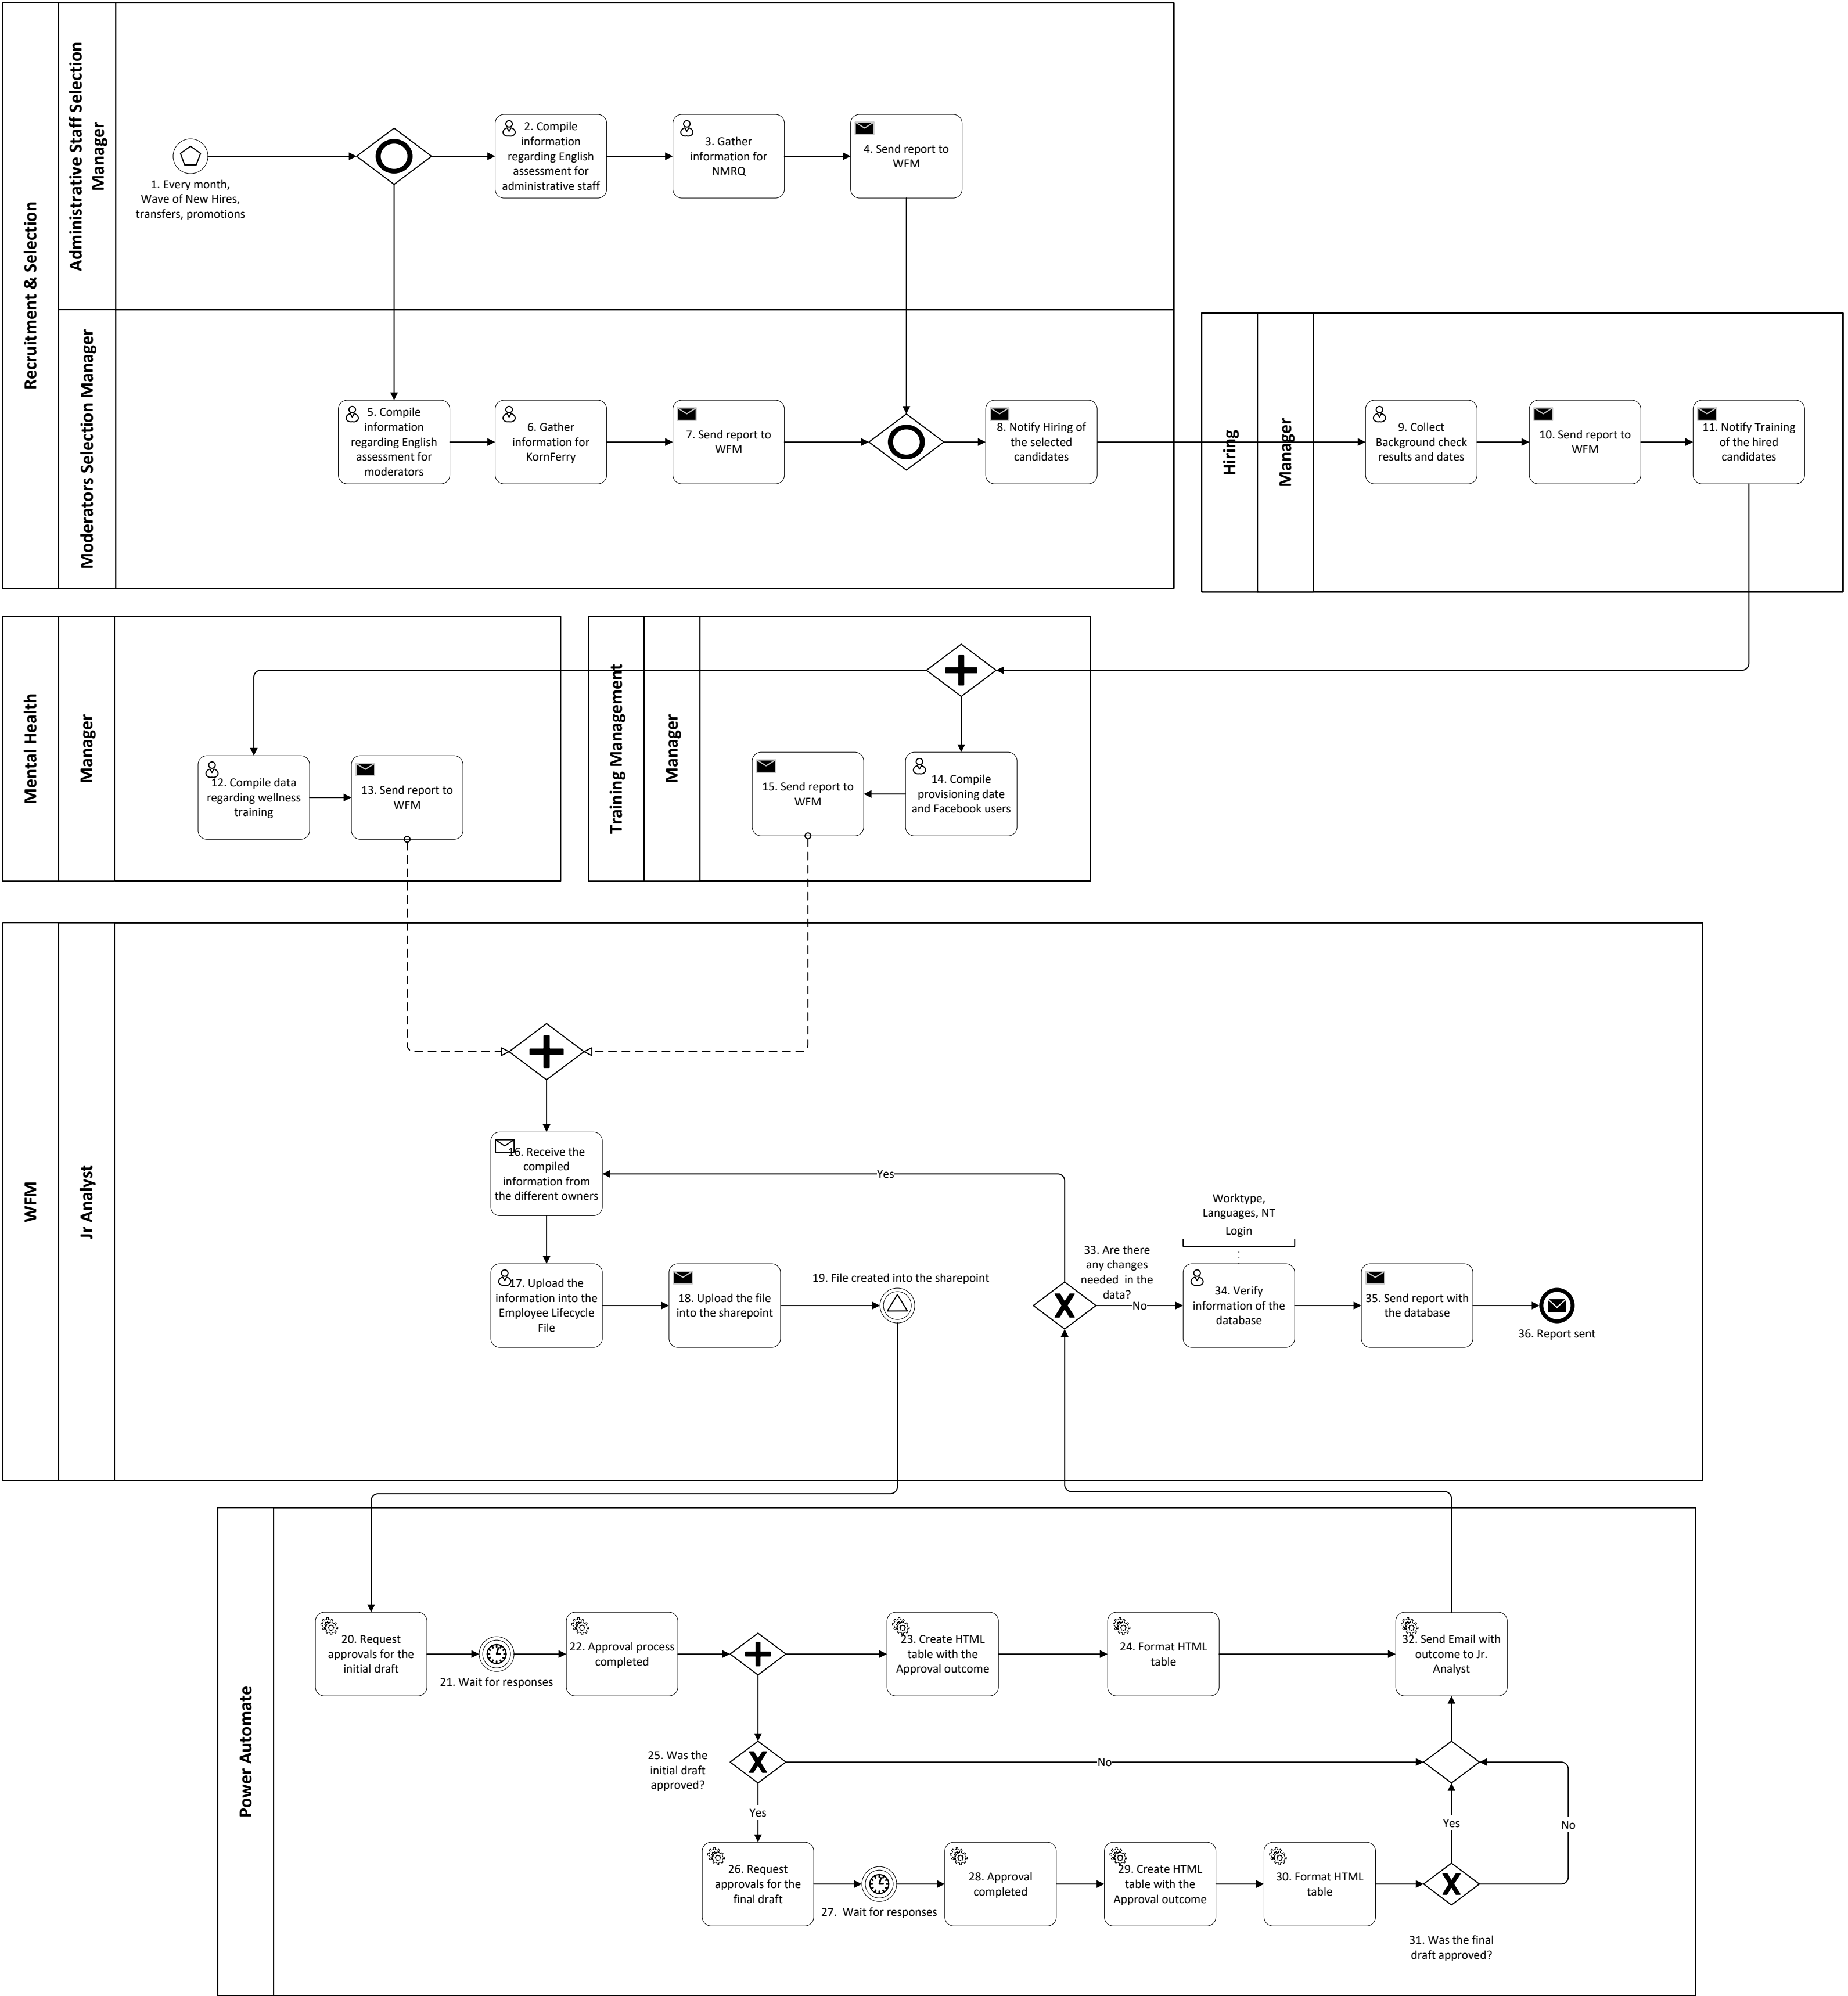 Recruitment & Selection
Administrative Staff Selection
Manager
1. Every month,
Wave of New Hires,
transfers, promotions
2. Compile
information
regarding English
assessment for
administrative staff
3. Gather
information for
NMRQ
4. Send report to
WFM
Moderators Selection Manager
5. Compile
information
regarding English
assessment for
moderators
6. Gather
information for
KornFerry
7. Send report to
WFM
8. Notify Hiring of
the selected
candidates
Hiring
Manager
9. Collect
Background check
results and dates
10. Send report to
WFM
11. Notify Training
of the hired
candidates
Mental Health
Manager
12. Compile data
regarding wellness
training
13. Send report to
WFM
Training Management
Manager
15. Send report to
WFM
14. Compile
provisioning date
and Facebook users
WFM
Jr Analyst
16. Receive the
compiled
information from
the different owners
Yes
17. Upload the
information into the
Employee Lifecycle
File
18. Upload the file
into the sharepoint
19. File created into the sharepoint
33. Are there
any changes
needed in the
data?
No
Worktype,
Languages, NT
Login
34. Verify
information of the
database
35. Send report with
the database
36. Report sent
Power Automate
20. Request
approvals for the
initial draft
21. Wait for responses
22. Approval process
completed
23. Create HTML
table with the
Approval outcome
24. Format HTML
table
32. Send Email with
outcome to Jr.
Analyst
25. Was the
initial draft
approved?
No
Yes
26. Request
approvals for the
final draft
27. Wait for responses
28. Approval
completed
29. Create HTML
table with the
Approval outcome
30. Format HTML
table
Yes
No
31. Was the final
draft approved?